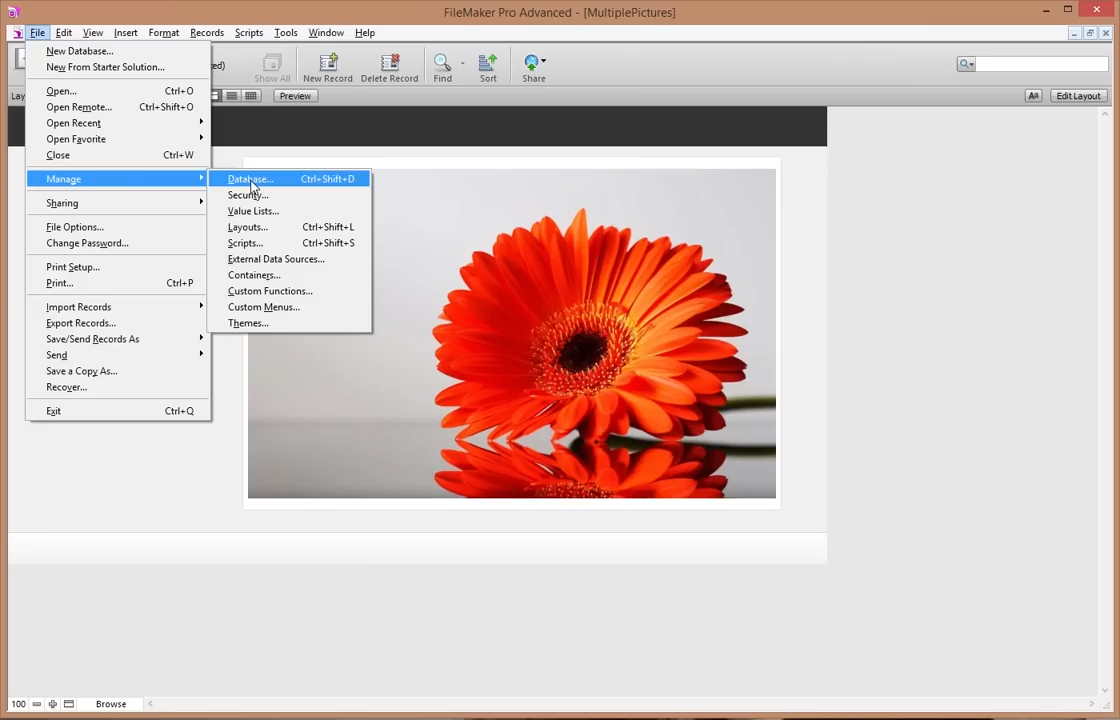 FileMaker Pro Advanced - [MultiplePictures]
File Edit View Insert Format Records Scripts Tools Window Help
Show All New Record Delete Record Find Sort Share
Preview Aa Edit Layout
New Database...
New From Starter Solution...
Open... Ctrl+O
Open Remote... Ctrl+Shift+O
Open Recent
Open Favorite
Close Ctrl+W
Manage
Sharing
File Options...
Change Password...
Print Setup...
Print... Ctrl+P
Import Records
Export Records...
Save/Send Records As
Send
Save a Copy As...
Recover...
Exit Ctrl+Q
Database... Ctrl+Shift+D
Security...
Value Lists...
Layouts... Ctrl+Shift+L
Scripts... Ctrl+Shift+S
External Data Sources...
Containers...
Custom Functions...
Custom Menus...
Themes...
100 Browse